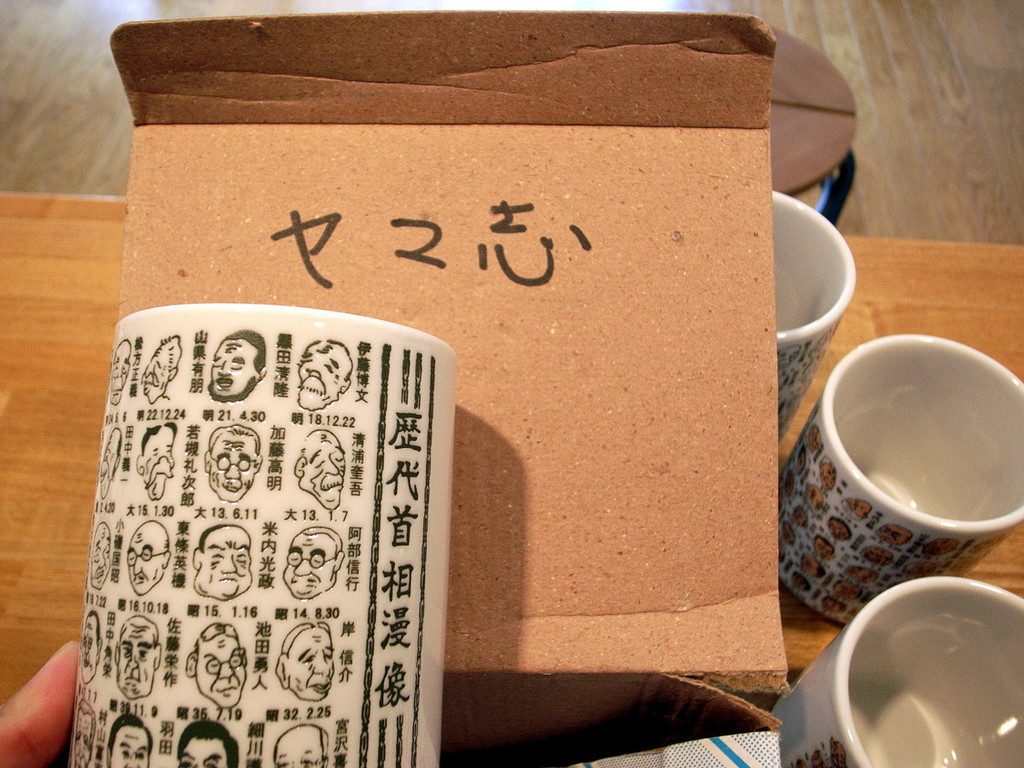 ヤマ志
歴代首相漫像
伊藤博文
明18.12.22
黒田清隆
明21.4.30
山県有朋
明22.12.24
松方正義
清浦奎吾
大13.1.7
加藤高明
大13.6.11
若槻礼次郎
大15.1.30
田中義一
阿部信行
昭14.8.30
米内光政
昭15.1.16
東條英機
昭16.10.18
小磯国昭
岸信介
昭32.2.25
池田勇人
昭35.7.19
佐藤栄作
昭39.11.9
田中角栄
宮沢喜
細川護
羽田
村山富